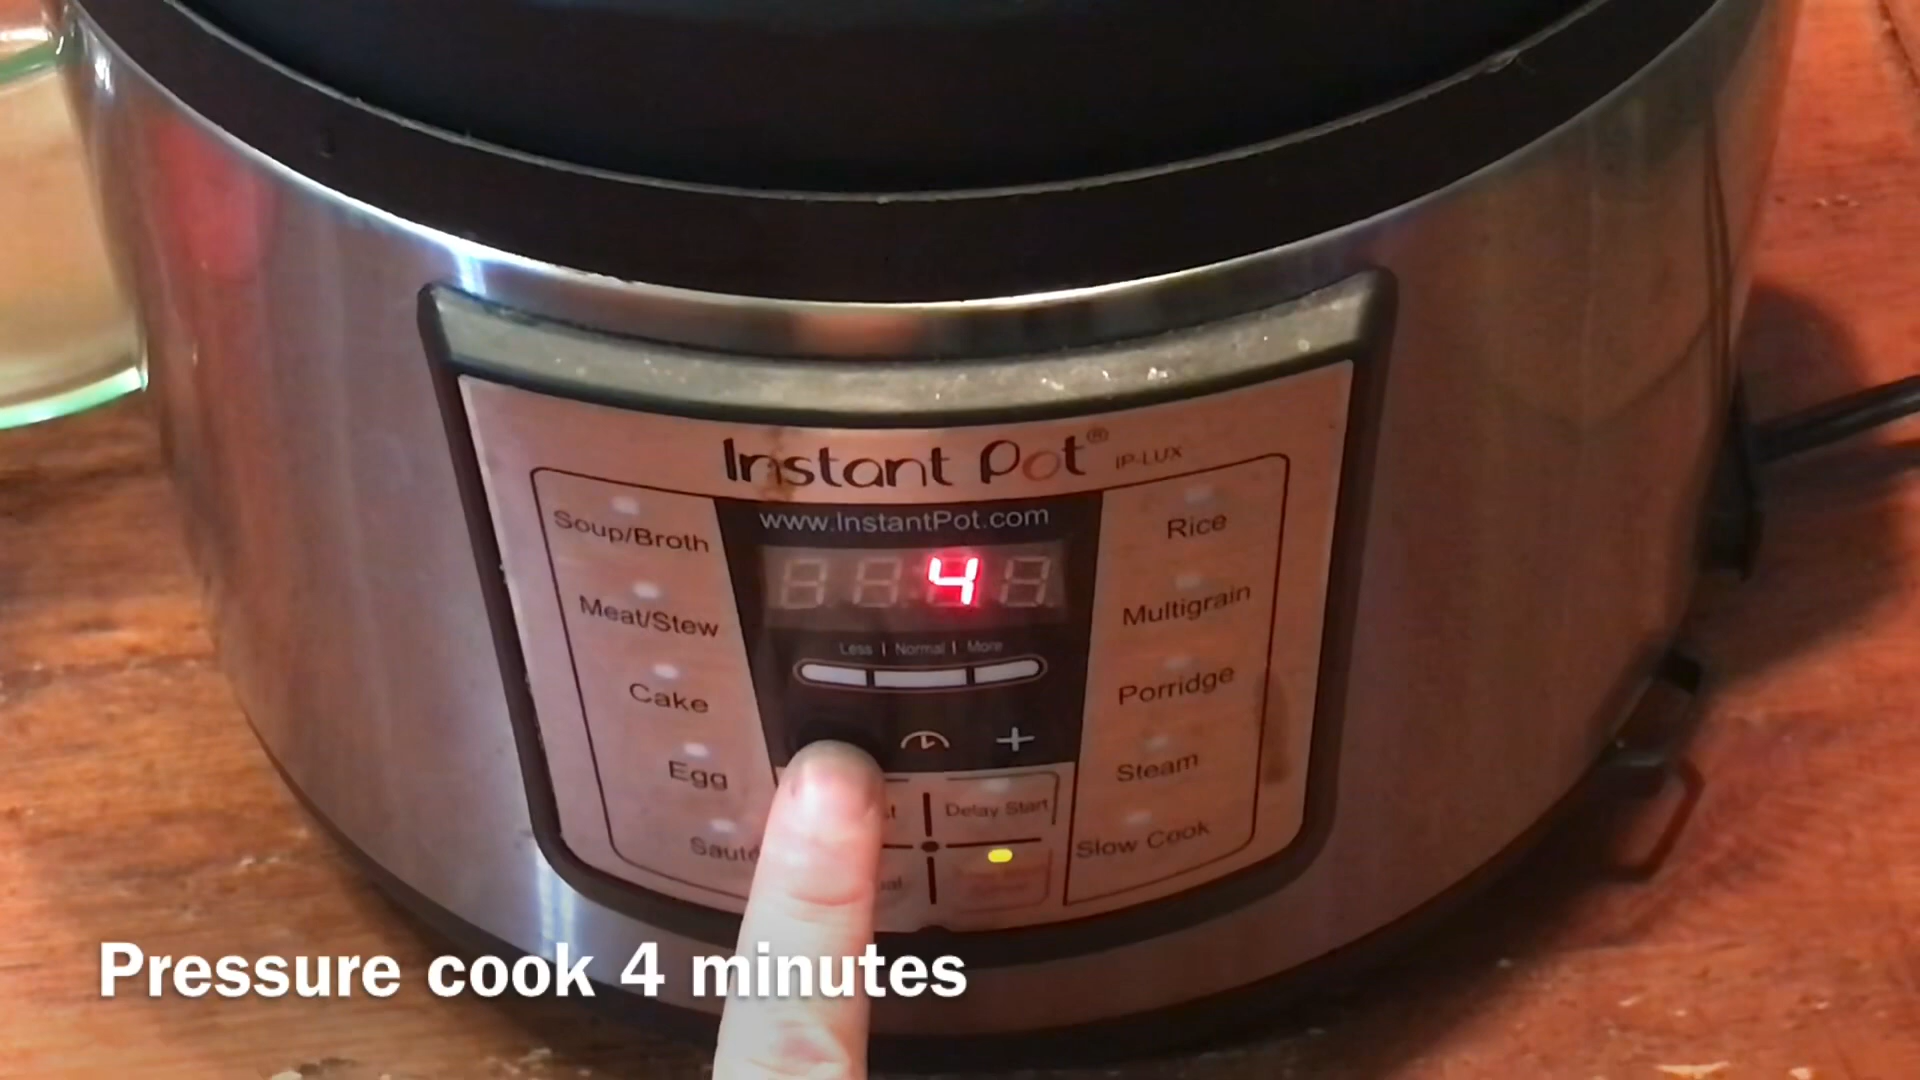 Instant Pot® IP-LUX
www.InstantPot.com
4
Less | Normal | More
Soup/Broth
Meat/Stew
Cake
Egg
Sauté
Rice
Multigrain
Porridge
Steam
Slow Cook
+
Delay Start
Pressure cook 4 minutes